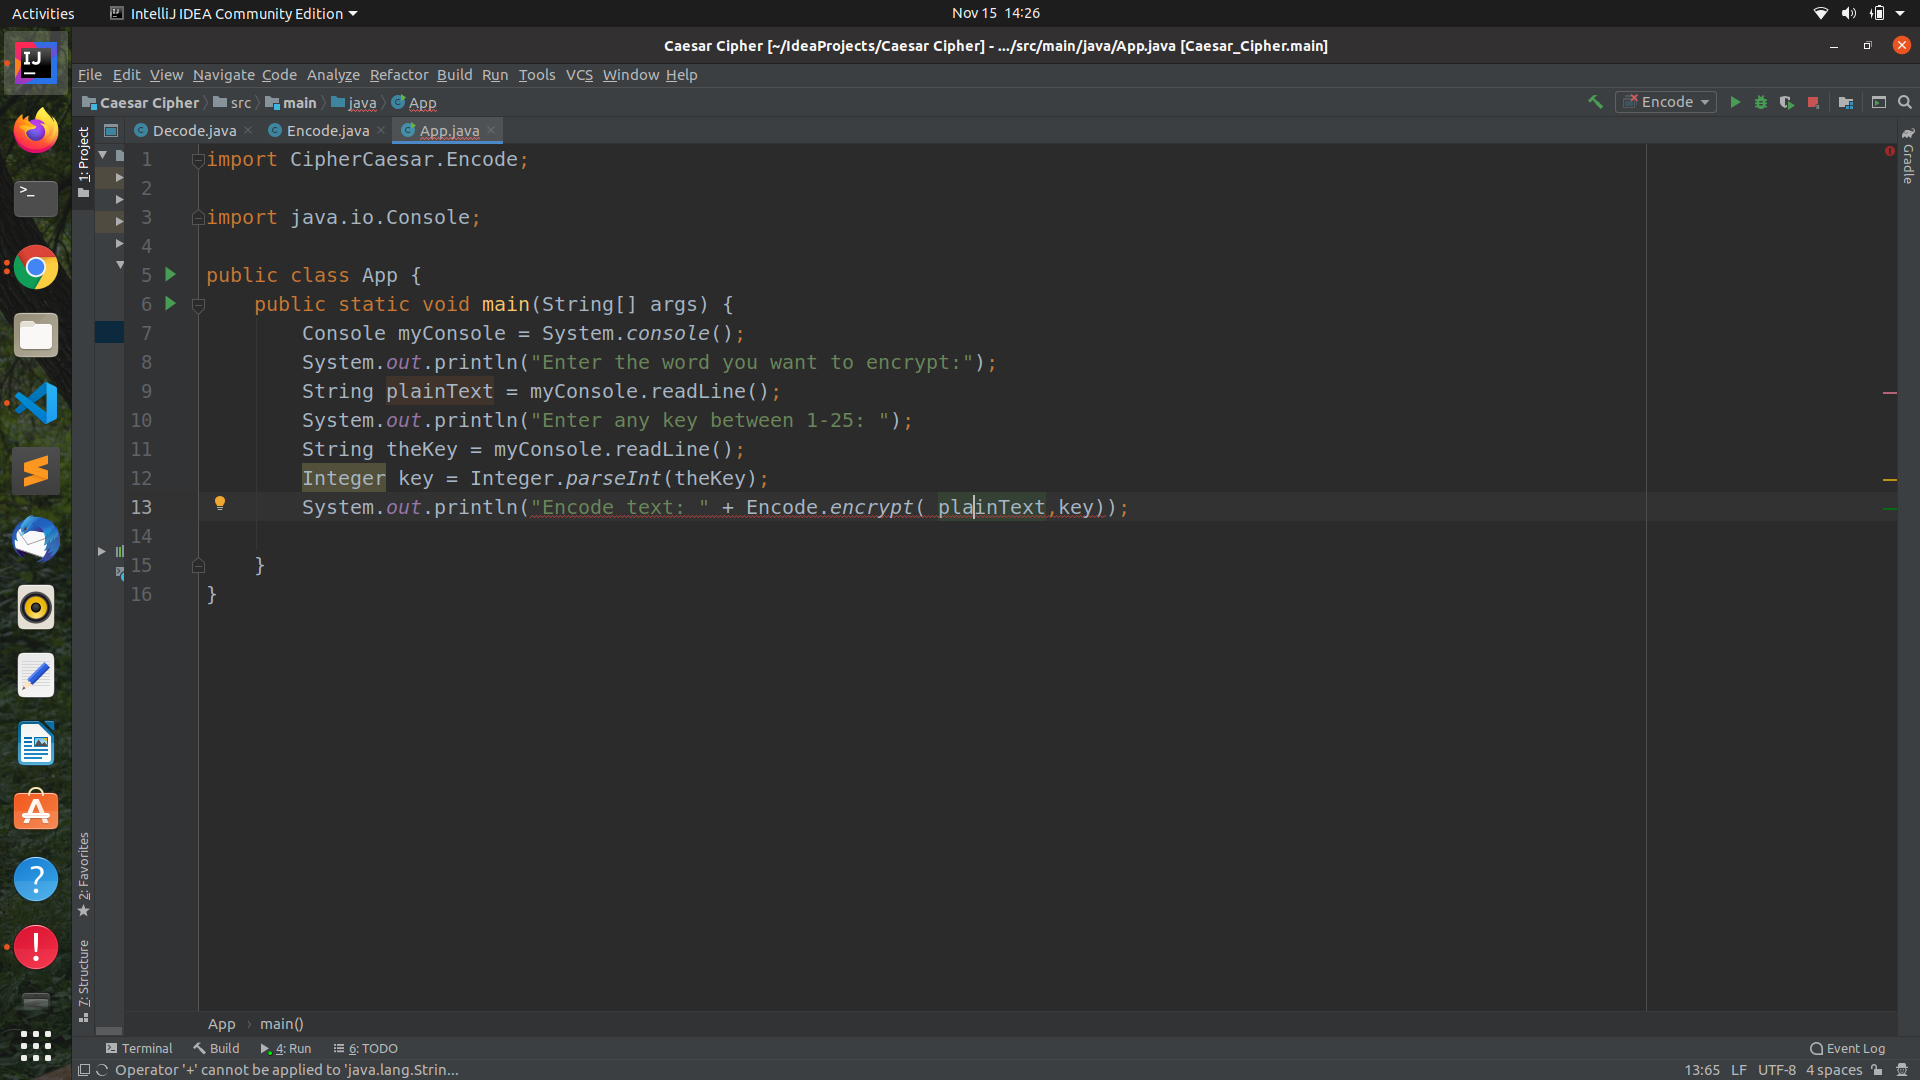 Activities
IntelliJ IDEA Community Edition
Nov 15 14:26
Caesar Cipher [~/IdeaProjects/Caesar Cipher] - .../src/main/java/App.java [Caesar_Cipher.main]
File Edit View Navigate Code Analyze Refactor Build Run Tools VCS Window Help
Caesar Cipher src main java App
Encode
1: Project
Decode.java
Encode.java
App.java
Gradle
1 import CipherCaesar.Encode;
2
3 import java.io.Console;
4
5 public class App {
6 public static void main(String[] args) {
7 Console myConsole = System.console();
8 System.out.println("Enter the word you want to encrypt:");
9 String plainText = myConsole.readLine();
10 System.out.println("Enter any key between 1-25: ");
11 String theKey = myConsole.readLine();
12 Integer key = Integer.parseInt(theKey);
13 System.out.println("Encode text: " + Encode.encrypt( plainText,key));
14
15 }
16 }
2: Favorites
7: Structure
App main()
Terminal Build 4: Run 6: TODO
Event Log
Operator '+' cannot be applied to 'java.lang.Strin...
13:65 LF UTF-8 4 spaces